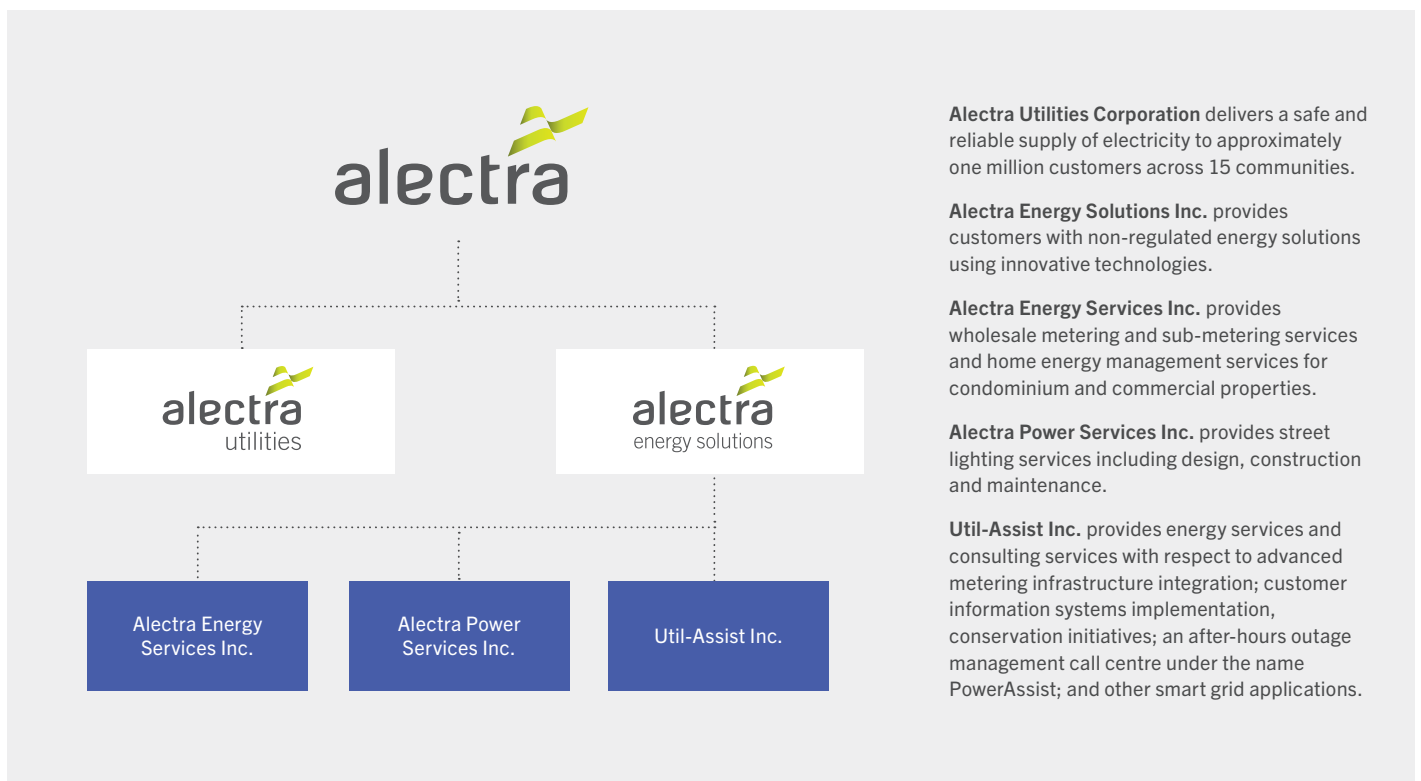 alectra
alectra
utilities
alectra
energy solutions
Alectra Energy
Services Inc.
Alectra Power
Services Inc.
Util-Assist Inc.
Alectra Utilities Corporation delivers a safe and
reliable supply of electricity to approximately
one million customers across 15 communities.
Alectra Energy Solutions Inc. provides
customers with non-regulated energy solutions
using innovative technologies.
Alectra Energy Services Inc. provides
wholesale metering and sub-metering services
and home energy management services for
condominium and commercial properties.
Alectra Power Services Inc. provides street
lighting services including design, construction
and maintenance.
Util-Assist Inc. provides energy services and
consulting services with respect to advanced
metering infrastructure integration; customer
information systems implementation,
conservation initiatives; an after-hours outage
management call centre under the name
PowerAssist; and other smart grid applications.